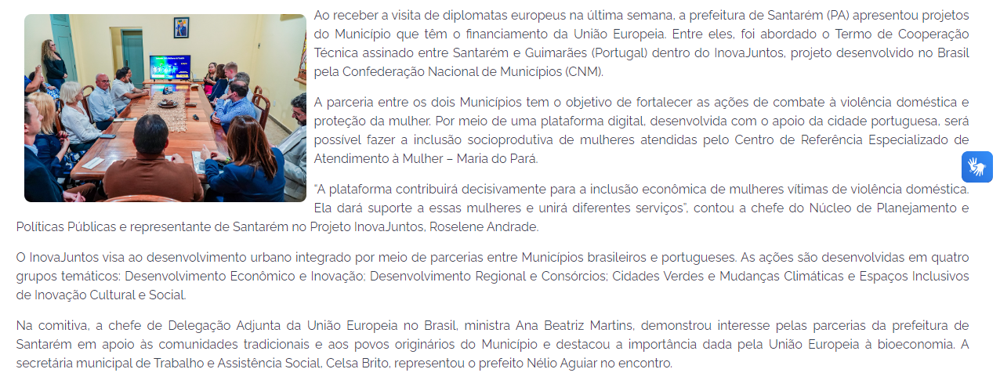 Ao receber a visita de diplomatas europeus na última semana, a prefeitura de Santarém (PA) apresentou projetos
do Município que têm o financiamento da União Europeia. Entre eles, foi abordado o Termo de Cooperação
Técnica assinado entre Santarém e Guimarães (Portugal) dentro do InovaJuntos, projeto desenvolvido no Brasil
pela Confederação Nacional de Municípios (CNM).
A parceria entre os dois Municípios tem o objetivo de fortalecer as ações de combate à violência doméstica e
proteção da mulher. Por meio de uma plataforma digital, desenvolvida com o apoio da cidade portuguesa, será
possível fazer a inclusão socioprodutiva de mulheres atendidas pelo Centro de Referência Especializado de
Atendimento à Mulher – Maria do Pará.
“A plataforma contribuirá decisivamente para a inclusão econômica de mulheres vítimas de violência doméstica.
Ela dará suporte a essas mulheres e unirá diferentes serviços”, contou a chefe do Núcleo de Planejamento e
Políticas Públicas e representante de Santarém no Projeto InovaJuntos, Roselene Andrade.
O InovaJuntos visa ao desenvolvimento urbano integrado por meio de parcerias entre Municípios brasileiros e portugueses. As ações são desenvolvidas em quatro
grupos temáticos: Desenvolvimento Econômico e Inovação; Desenvolvimento Regional e Consórcios; Cidades Verdes e Mudanças Climáticas e Espaços Inclusivos
de Inovação Cultural e Social.
Na comitiva, a chefe de Delegação Adjunta da União Europeia no Brasil, ministra Ana Beatriz Martins, demonstrou interesse pelas parcerias da prefeitura de
Santarém em apoio às comunidades tradicionais e aos povos originários do Município e destacou a importância dada pela União Europeia à bioeconomia. A
secretária municipal de Trabalho e Assistência Social, Celsa Brito, representou o prefeito Nélio Aguiar no encontro.